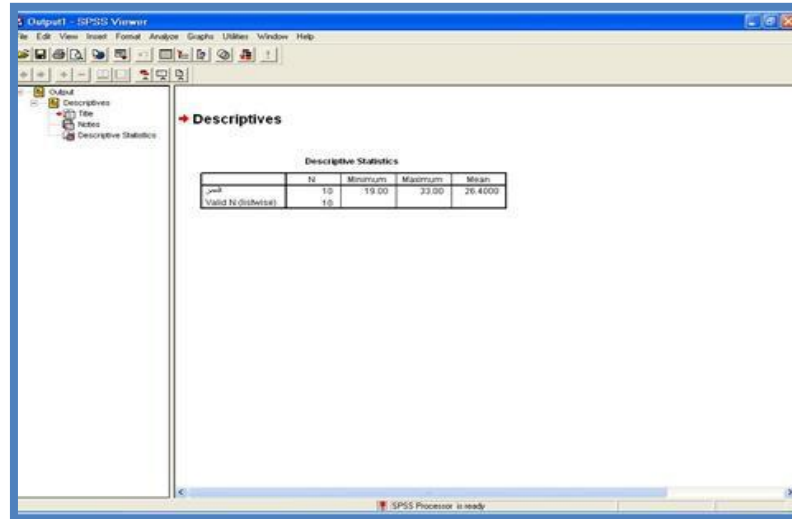 Output1 - SPSS Viewer
File Edit View Insert Format Analyze Graphs Utilities Window Help
Output
Descriptives
Title
Notes
Descriptive Statistics
Descriptives
Descriptive Statistics
N Minimum Maximum Mean
العمر 10 19.00 33.00 26.4000
Valid N (listwise) 10
SPSS Processor is ready